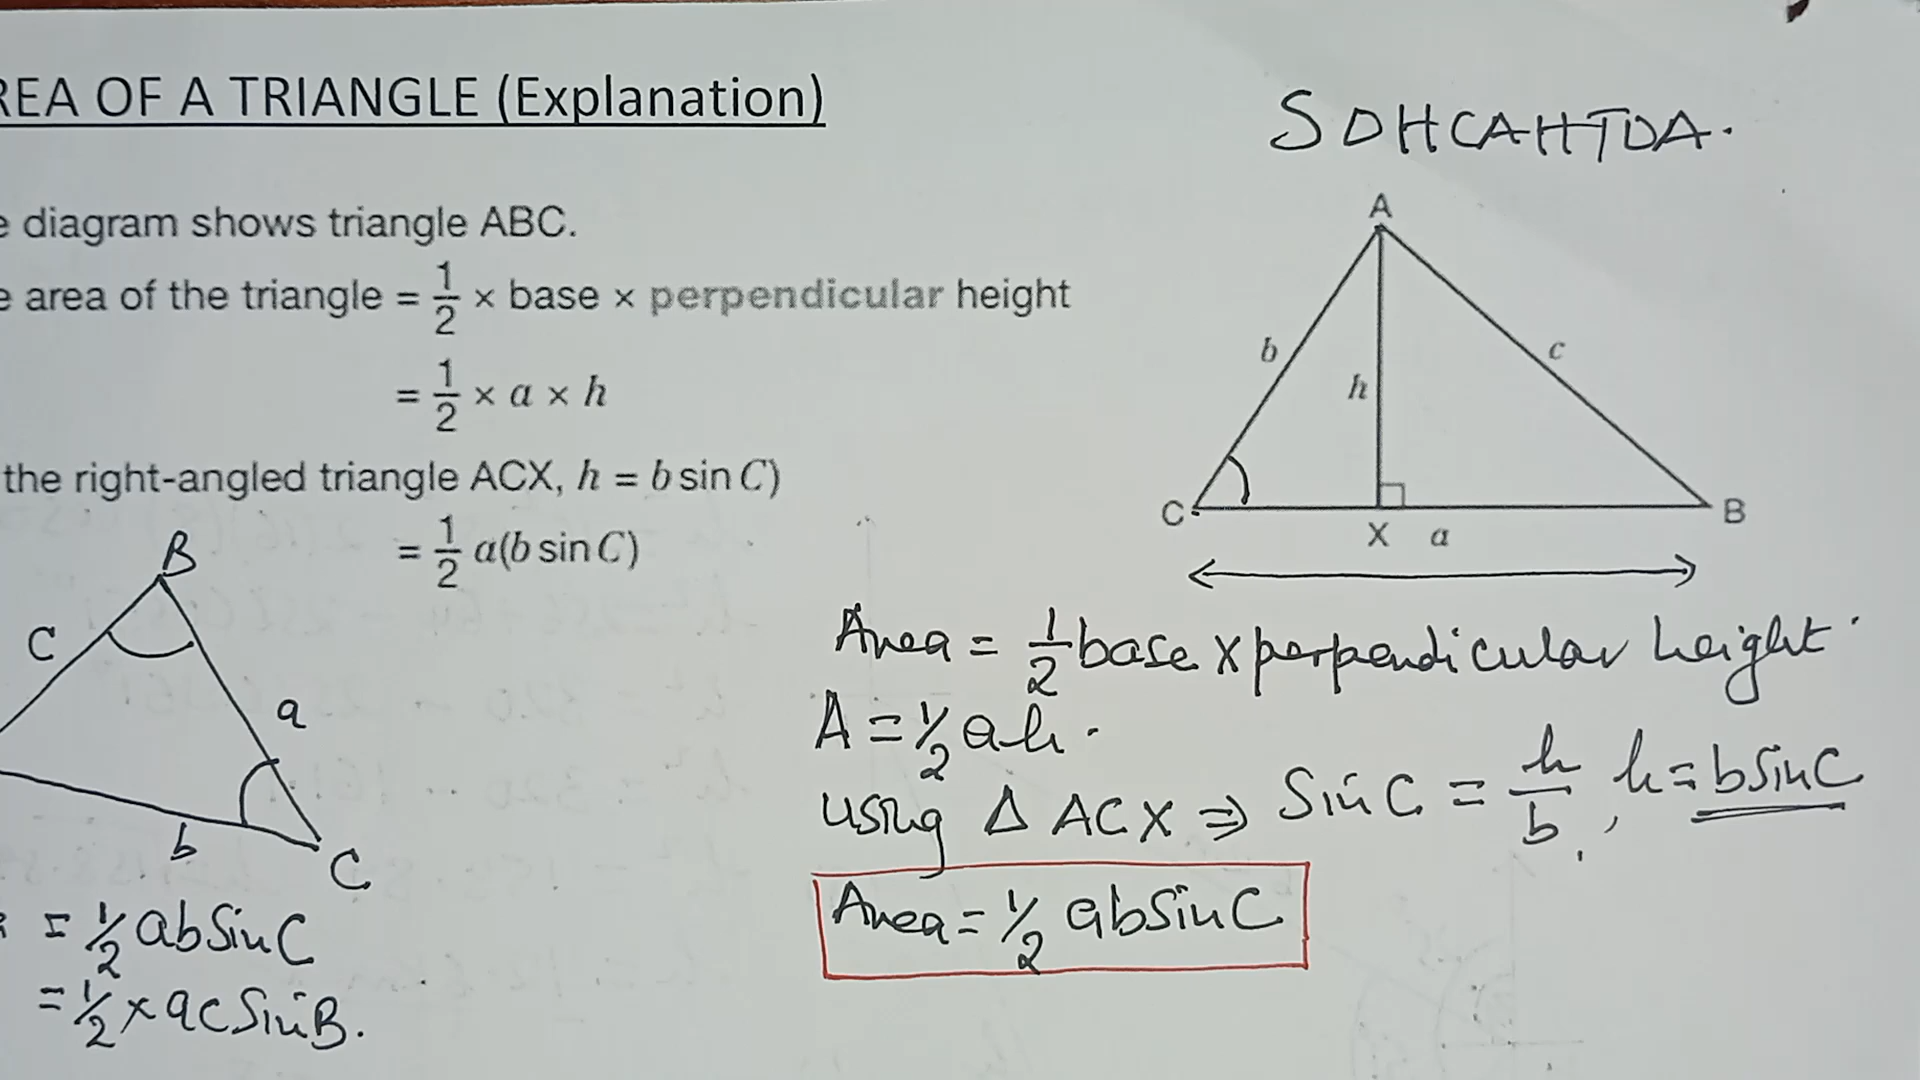 REA OF A TRIANGLE (Explanation)
SOHCAHTOA.
e diagram shows triangle ABC.
e area of the triangle = 1/2 × base × perpendicular height
= 1/2 × a × h
the right-angled triangle ACX, h = b sin C)
= 1/2 a(b sin C)
A
b
c
h
C
X
a
B
B
C
a
b
C
= 1/2 abSinC
= 1/2 x acSinB.
Area = 1/2 base x perpendicular height
A = 1/2 ah.
using Δ ACX ⇒ SinC = h/b, h = bSinC
Area = 1/2 abSinC